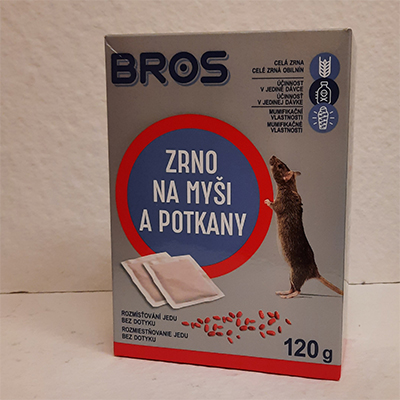 BROS
CELÁ ZRNA
CELÉ ZRNÁ OBILNÍN
ÚČINNOST
V JEDINÉ DÁVCE
ÚČINNOSŤ
V JEDINEJ DÁVKE
MUMIFIKAČNÍ
VLASTNOSTI
MUMIFIKAČNÉ
VLASTNOSTI
ZRNO
NA MYŠI
A POTKANY
ROZMÍSŤOVÁNÍ JEDU
BEZ DOTYKU
ROZMIESTŇOVANIE JEDU
BEZ DOTYKU
120 g